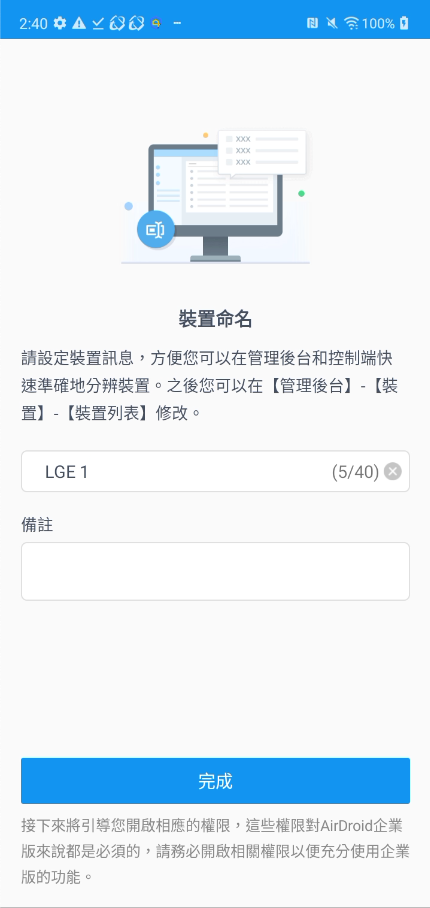 2:40
100%
XXX
XXX
XXX
裝置命名
請設定裝置訊息，方便您可以在管理後台和控制端快
速準確地分辨裝置。之後您可以在【管理後台】-【裝
置】-【裝置列表】修改。
LGE 1 (5/40)
備註
完成
接下來將引導您開啟相應的權限，這些權限對AirDroid企業
版來說都是必須的，請務必開啟相關權限以便充分使用企業
版的功能。